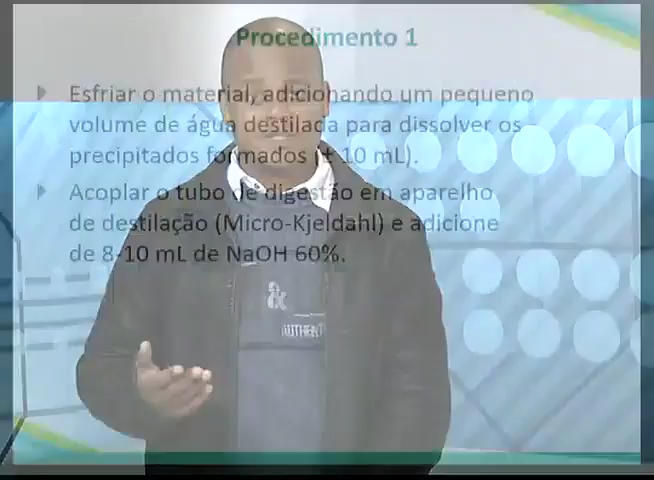 Procedimento 1
Esfriar o material, adicionando um pequeno
volume de água destilada para dissolver os
precipitados formados (± 10 mL).
Acoplar o tubo de digestão em aparelho
de destilação (Micro-Kjeldahl) e adicione
de 8-10 mL de NaOH 60%.